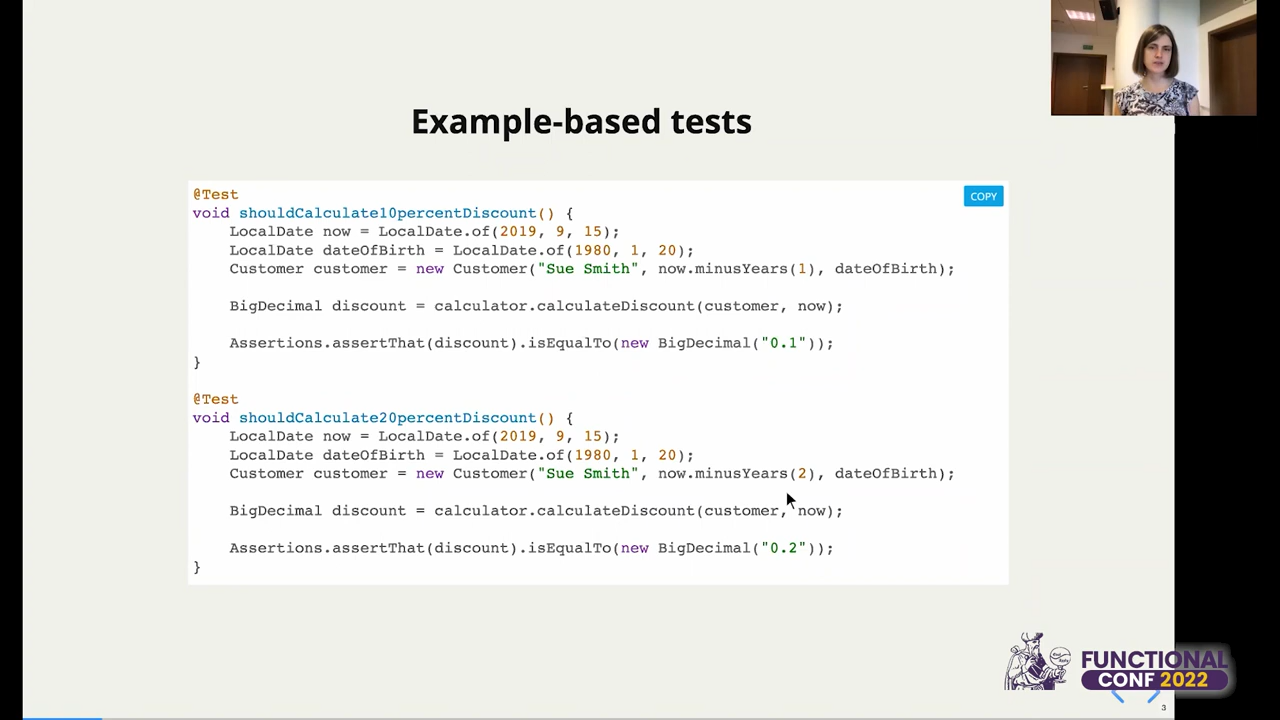 Example-based tests
COPY
@Test
void shouldCalculate10percentDiscount() {
    LocalDate now = LocalDate.of(2019, 9, 15);
    LocalDate dateOfBirth = LocalDate.of(1980, 1, 20);
    Customer customer = new Customer("Sue Smith", now.minusYears(1), dateOfBirth);

    BigDecimal discount = calculator.calculateDiscount(customer, now);

    Assertions.assertThat(discount).isEqualTo(new BigDecimal("0.1"));
}

@Test
void shouldCalculate20percentDiscount() {
    LocalDate now = LocalDate.of(2019, 9, 15);
    LocalDate dateOfBirth = LocalDate.of(1980, 1, 20);
    Customer customer = new Customer("Sue Smith", now.minusYears(2), dateOfBirth);

    BigDecimal discount = calculator.calculateDiscount(customer, now);

    Assertions.assertThat(discount).isEqualTo(new BigDecimal("0.2"));
}
FUNCTIONAL
CONF 2022
3